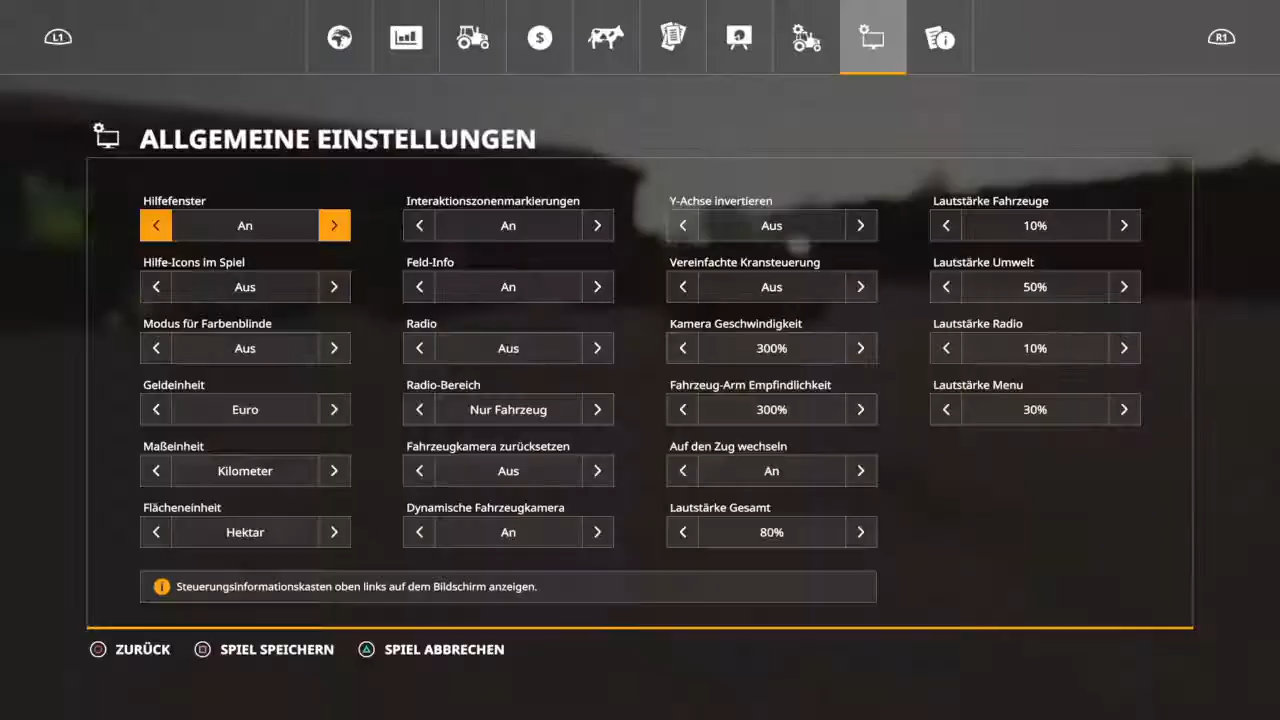 L1
R1
ALLGEMEINE EINSTELLUNGEN
Hilfefenster
An
Hilfe-Icons im Spiel
Aus
Modus für Farbenblinde
Aus
Geldeinheit
Euro
Maßeinheit
Kilometer
Flächeneinheit
Hektar
Interaktionszonenmarkierungen
An
Feld-Info
An
Radio
Aus
Radio-Bereich
Nur Fahrzeug
Fahrzeugkamera zurücksetzen
Aus
Dynamische Fahrzeugkamera
An
Y-Achse invertieren
Aus
Vereinfachte Kransteuerung
Aus
Kamera Geschwindigkeit
300%
Fahrzeug-Arm Empfindlichkeit
300%
Auf den Zug wechseln
An
Lautstärke Gesamt
80%
Lautstärke Fahrzeuge
10%
Lautstärke Umwelt
50%
Lautstärke Radio
10%
Lautstärke Menu
30%
Steuerungsinformationskasten oben links auf dem Bildschirm anzeigen.
ZURÜCK SPIEL SPEICHERN SPIEL ABBRECHEN